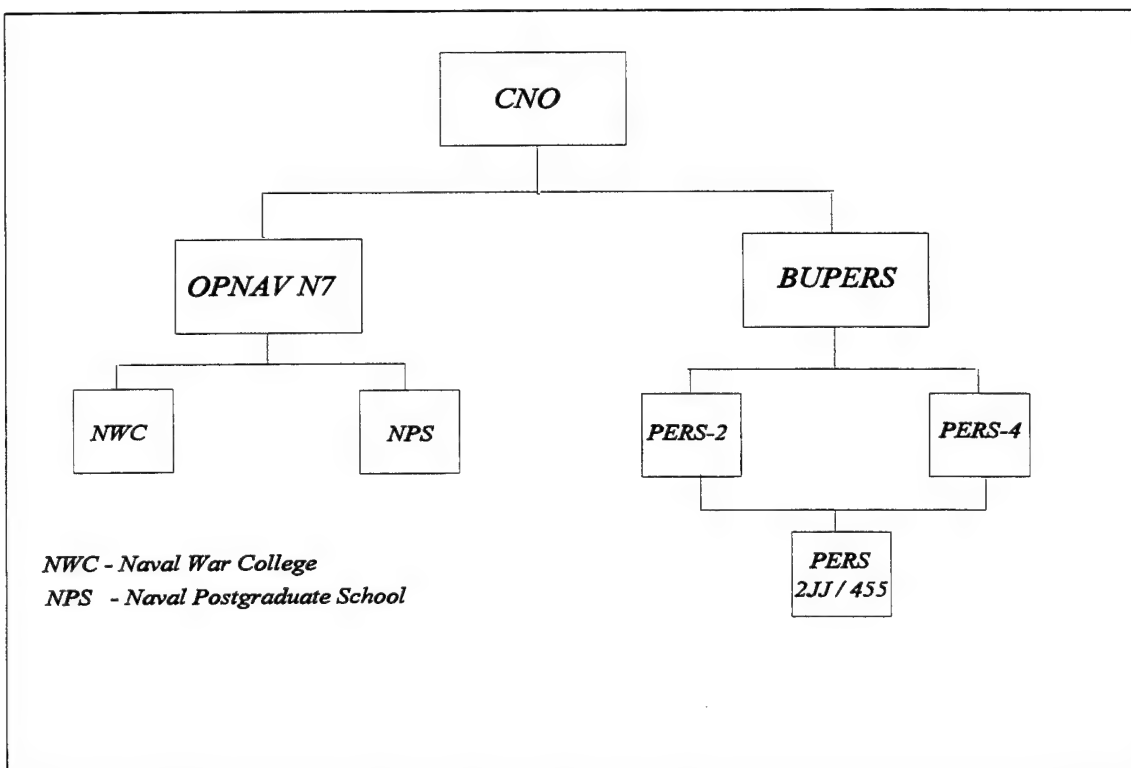 CNO
OPNAV N7
BUPERS
NWC
NPS
PERS-2
PERS-4
PERS
2JJ / 455
NWC - Naval War College
NPS - Naval Postgraduate School